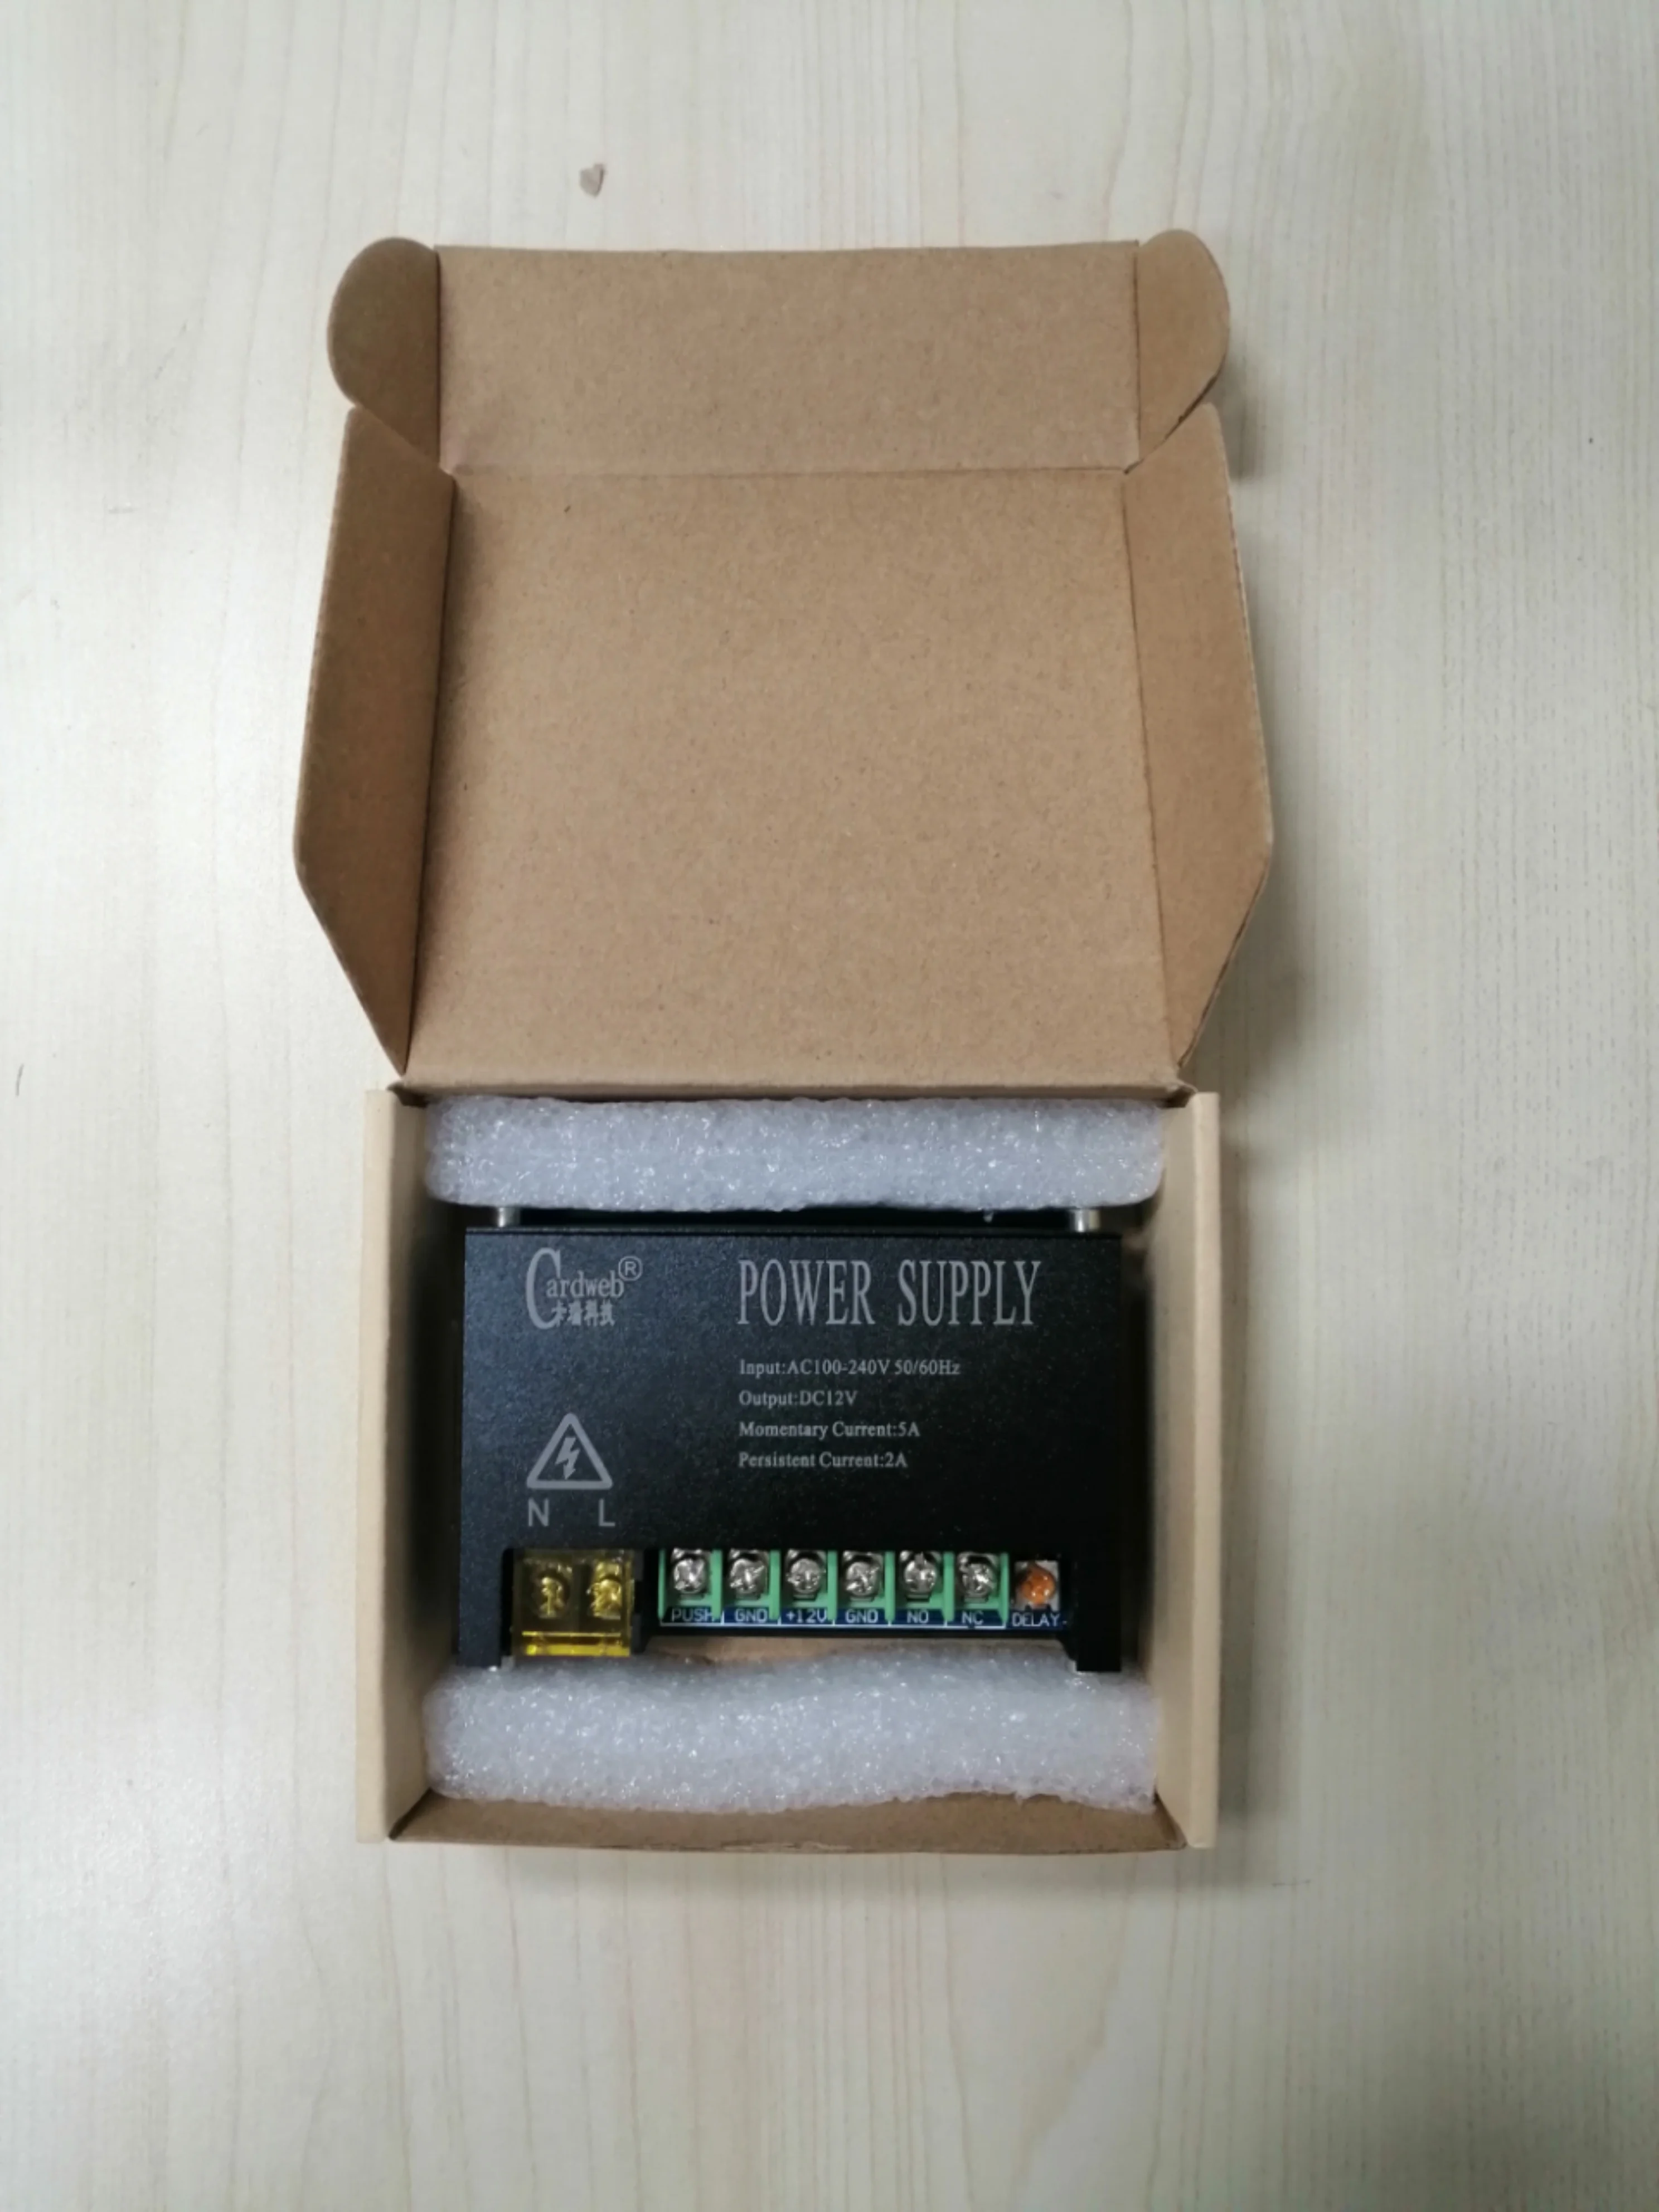 Cardweb®
卡瑞科技
POWER SUPPLY
Input:AC100-240V 50/60Hz
Output:DC12V
Momentary Current:5A
Persistent Current:2A
N L
PUSH GND +12V GND NO NC DELAY